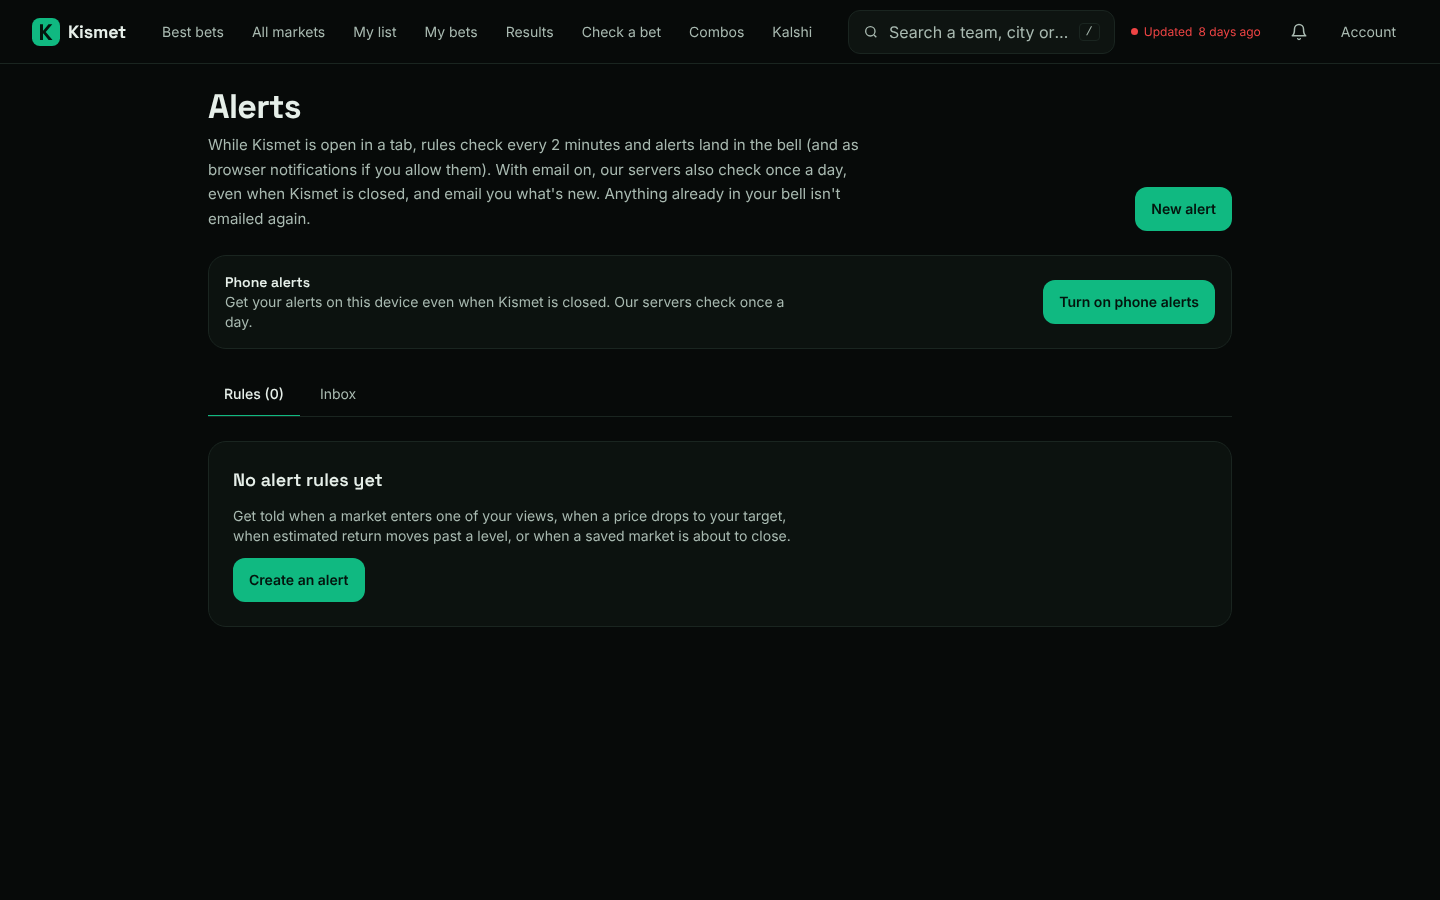 Kismet
Best bets
All markets
My list
My bets
Results
Check a bet
Combos
Kalshi
Search a team, city or...
/
Updated 8 days ago
Account
Alerts
While Kismet is open in a tab, rules check every 2 minutes and alerts land in the bell (and as
browser notifications if you allow them). With email on, our servers also check once a day,
even when Kismet is closed, and email you what's new. Anything already in your bell isn't
emailed again.
New alert
Phone alerts
Get your alerts on this device even when Kismet is closed. Our servers check once a
day.
Turn on phone alerts
Rules (0)
Inbox
No alert rules yet
Get told when a market enters one of your views, when a price drops to your target,
when estimated return moves past a level, or when a saved market is about to close.
Create an alert